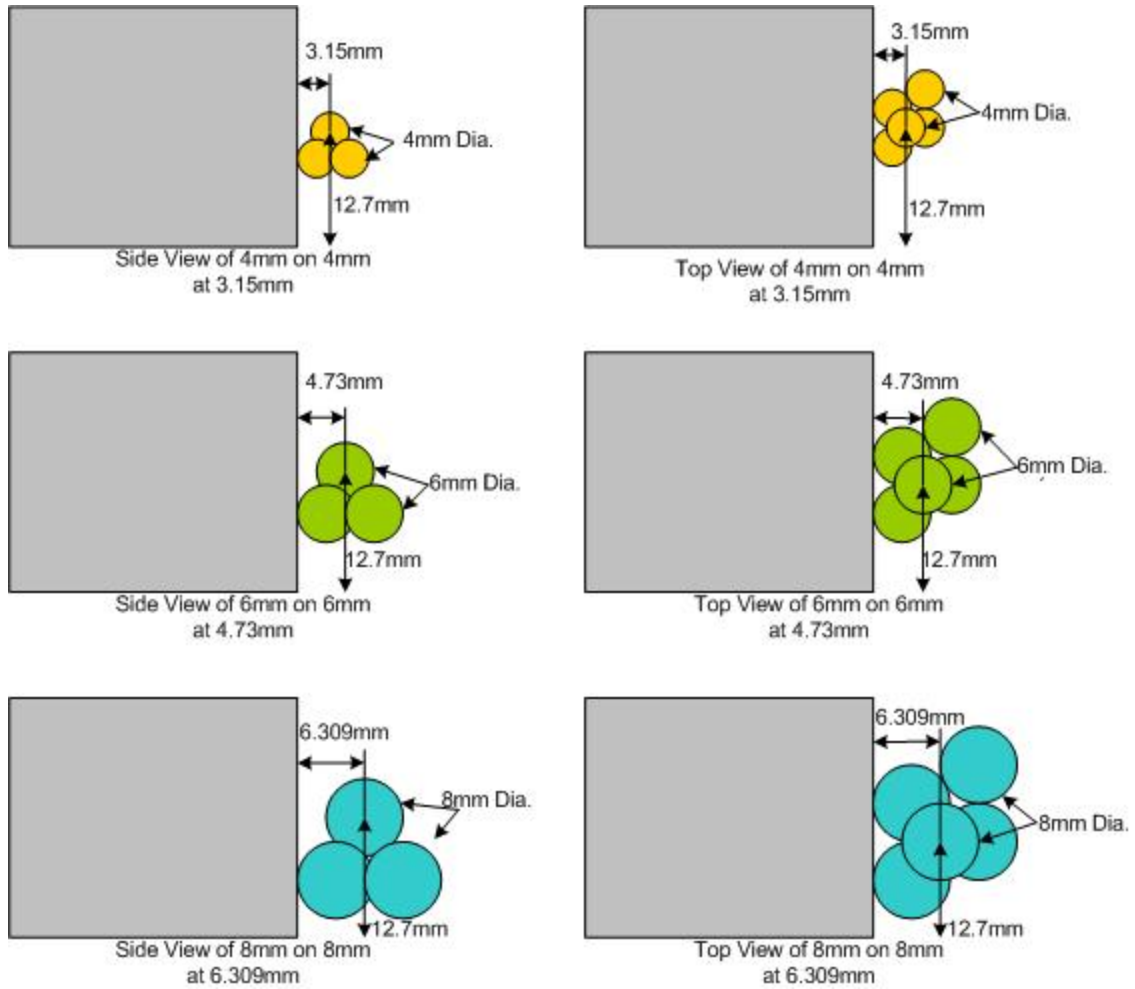 3.15mm
4mm Dia.
12.7mm
Side View of 4mm on 4mm
at 3.15mm
3.15mm
4mm Dia.
12.7mm
Top View of 4mm on 4mm
at 3.15mm
4.73mm
6mm Dia.
12.7mm
Side View of 6mm on 6mm
at 4.73mm
4.73mm
6mm Dia.
12.7mm
Top View of 6mm on 6mm
at 4.73mm
6.309mm
8mm Dia.
12.7mm
Side View of 8mm on 8mm
at 6.309mm
6.309mm
8mm Dia.
12.7mm
Top View of 8mm on 8mm
at 6.309mm